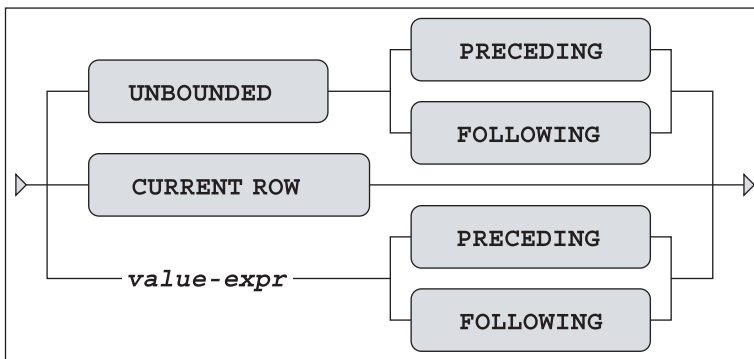 PRECEDING
UNBOUNDED
FOLLOWING
CURRENT ROW
PRECEDING
value-expr
FOLLOWING